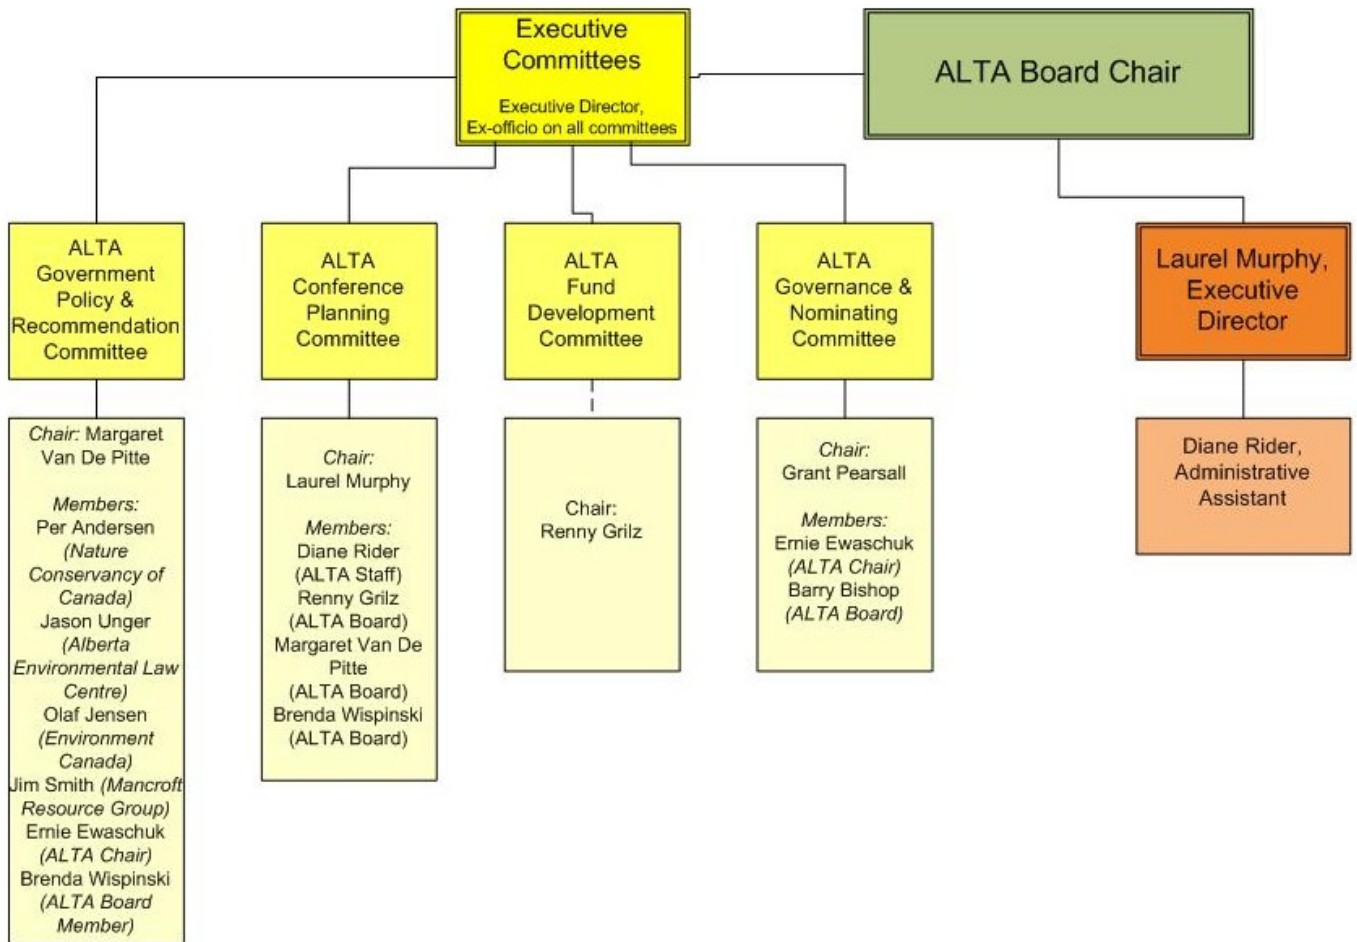 Executive
Committees
Executive Director,
Ex-officio on all committees
ALTA Board Chair
ALTA
Government
Policy &
Recommendation
Committee
ALTA
Conference
Planning
Committee
ALTA
Fund
Development
Committee
ALTA
Governance &
Nominating
Committee
Laurel Murphy,
Executive
Director
Chair: Margaret
Van De Pitte
Members:
Per Andersen
(Nature
Conservancy of
Canada)
Jason Unger
(Alberta
Environmental Law
Centre)
Olaf Jensen
(Environment
Canada)
Jim Smith (Mancroft
Resource Group)
Ernie Ewaschuk
(ALTA Chair)
Brenda Wispinski
(ALTA Board
Member)
Chair:
Laurel Murphy
Members:
Diane Rider
(ALTA Staff)
Renny Grilz
(ALTA Board)
Margaret Van De
Pitte
(ALTA Board)
Brenda Wispinski
(ALTA Board)
Chair:
Renny Grilz
Chair:
Grant Pearsall
Members:
Ernie Ewaschuk
(ALTA Chair)
Barry Bishop
(ALTA Board)
Diane Rider,
Administrative
Assistant